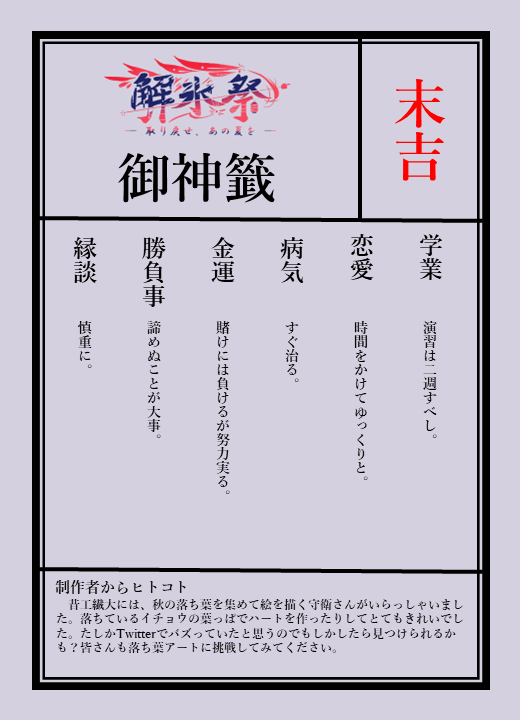 解氷祭
取り戻せ、あの夏を
御神籤
末吉
学業
演習は二週すべし。
恋愛
時間をかけてゆっくりと。
病気
すぐ治る。
金運
賭けには負けるが努力実る。
勝負事
諦めぬことが大事。
縁談
慎重に。
制作者からヒトコト
昔工繊大には、秋の落ち葉を集めて絵を描く守衛さんがいらっしゃいまし
た。落ちているイチョウの葉っぱでハートを作ったりしてとてもきれいでし
た。たしかTwitterでバズっていたと思うのでもしかしたら見つけられるか
も？皆さんも落ち葉アートに挑戦してみてください。